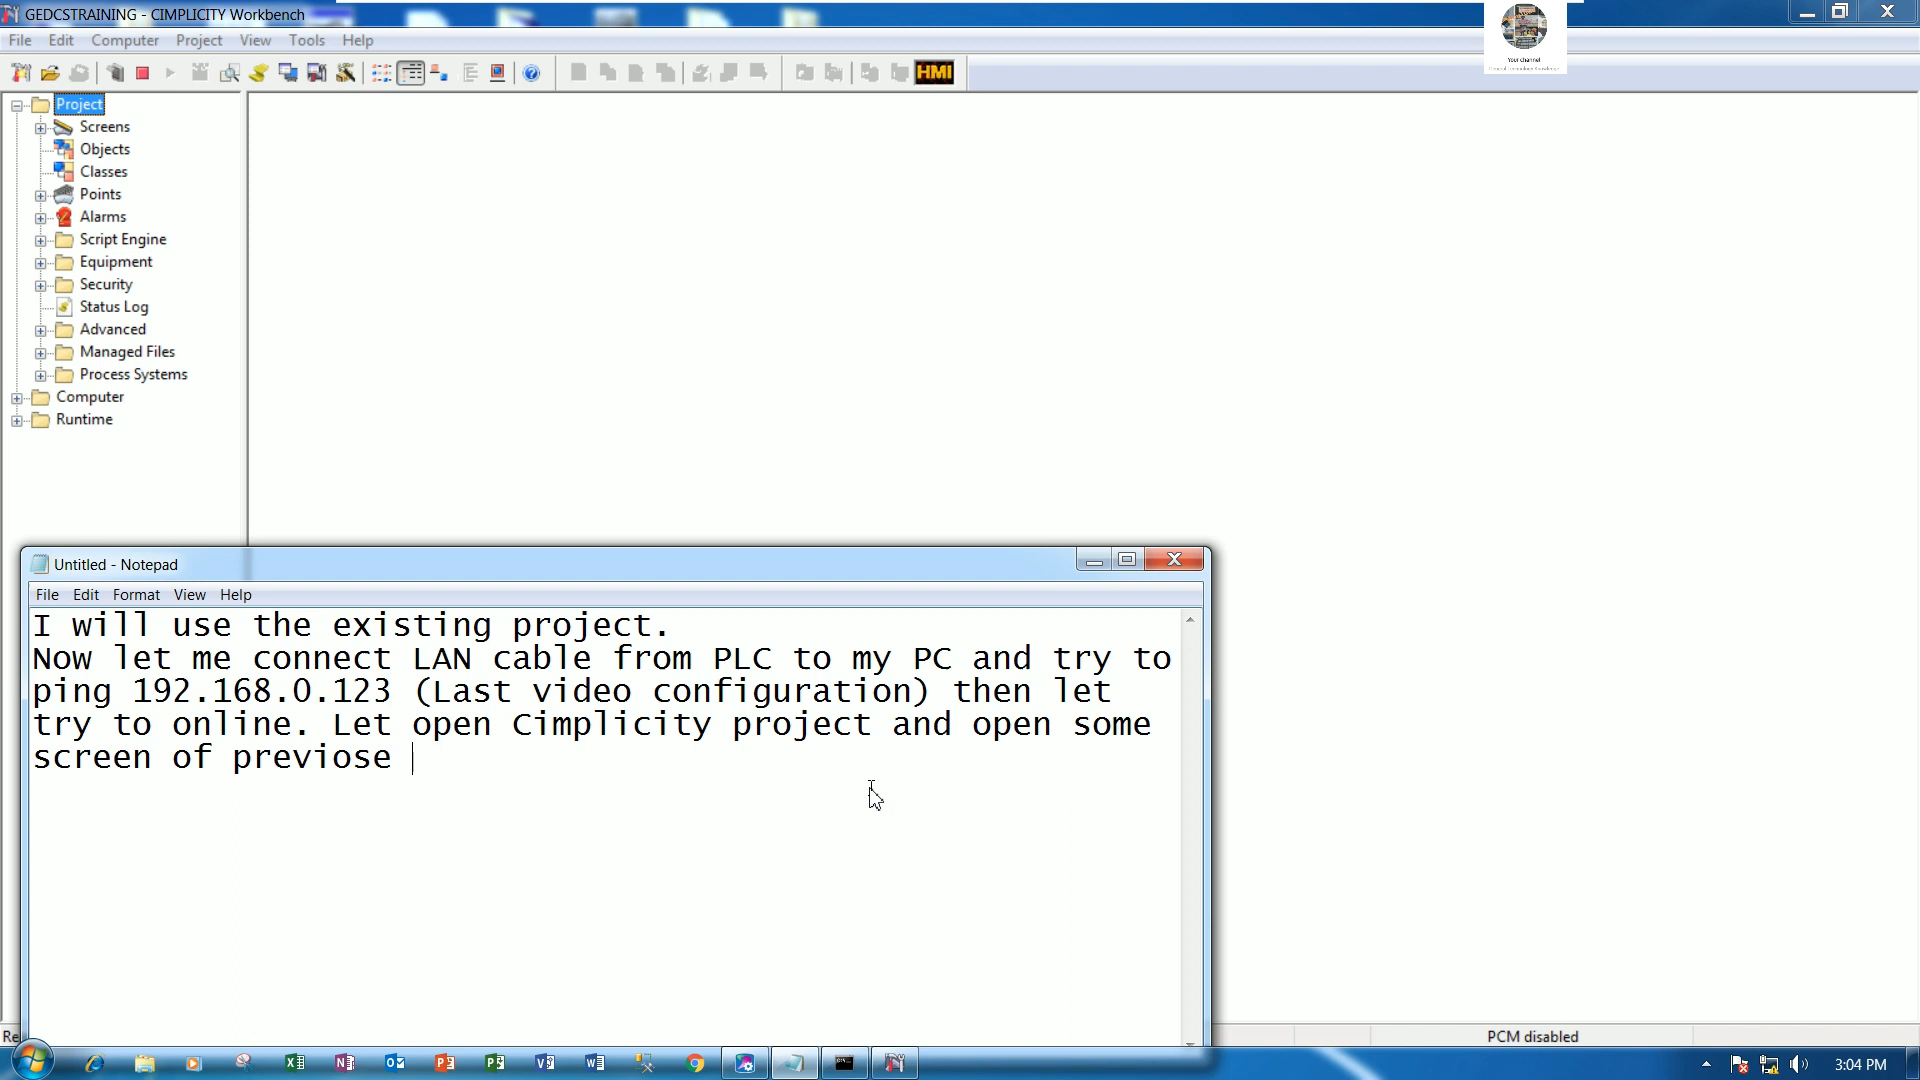 GEDCSTRAINING - CIMPLICITY Workbench
File Edit Computer Project View Tools Help
HMI
Your channel
Project
Screens
Objects
Classes
Points
Alarms
Script Engine
Equipment
Security
Status Log
Advanced
Managed Files
Process Systems
Computer
Runtime
Untitled - Notepad
File Edit Format View Help
I will use the existing project.
Now let me connect LAN cable from PLC to my PC and try to
ping 192.168.0.123 (Last video configuration) then let
try to online. Let open Cimplicity project and open some
screen of previose
Re
PCM disabled
3:04 PM